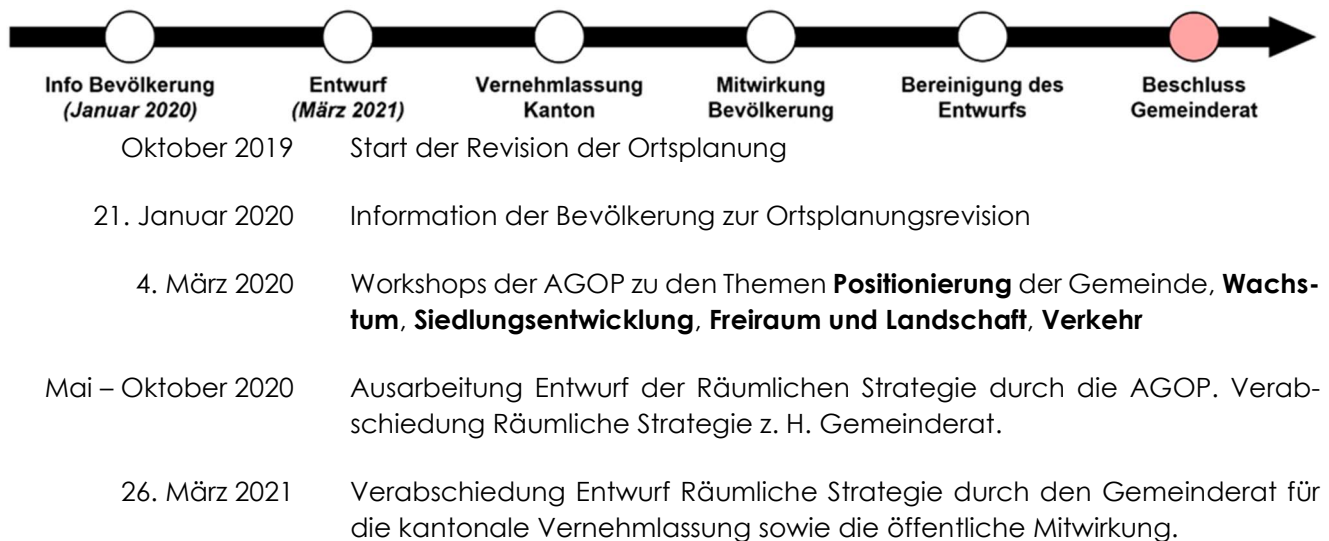 Info Bevölkerung Entwurf Vernehmlassung Mitwirkung Bereinigung des Beschluss
(Januar 2020) (März 2021) Kanton Bevölkerung Entwurfs Gemeinderat
Oktober 2019 Start der Revision der Ortsplanung
21. Januar 2020 Information der Bevölkerung zur Ortsplanungsrevision
4. März 2020 Workshops der AGOP zu den Themen Positionierung der Gemeinde, Wachs-
tum, Siedlungsentwicklung, Freiraum und Landschaft, Verkehr
Mai – Oktober 2020 Ausarbeitung Entwurf der Räumlichen Strategie durch die AGOP. Verab-
schiedung Räumliche Strategie z. H. Gemeinderat.
26. März 2021 Verabschiedung Entwurf Räumliche Strategie durch den Gemeinderat für
die kantonale Vernehmlassung sowie die öffentliche Mitwirkung.